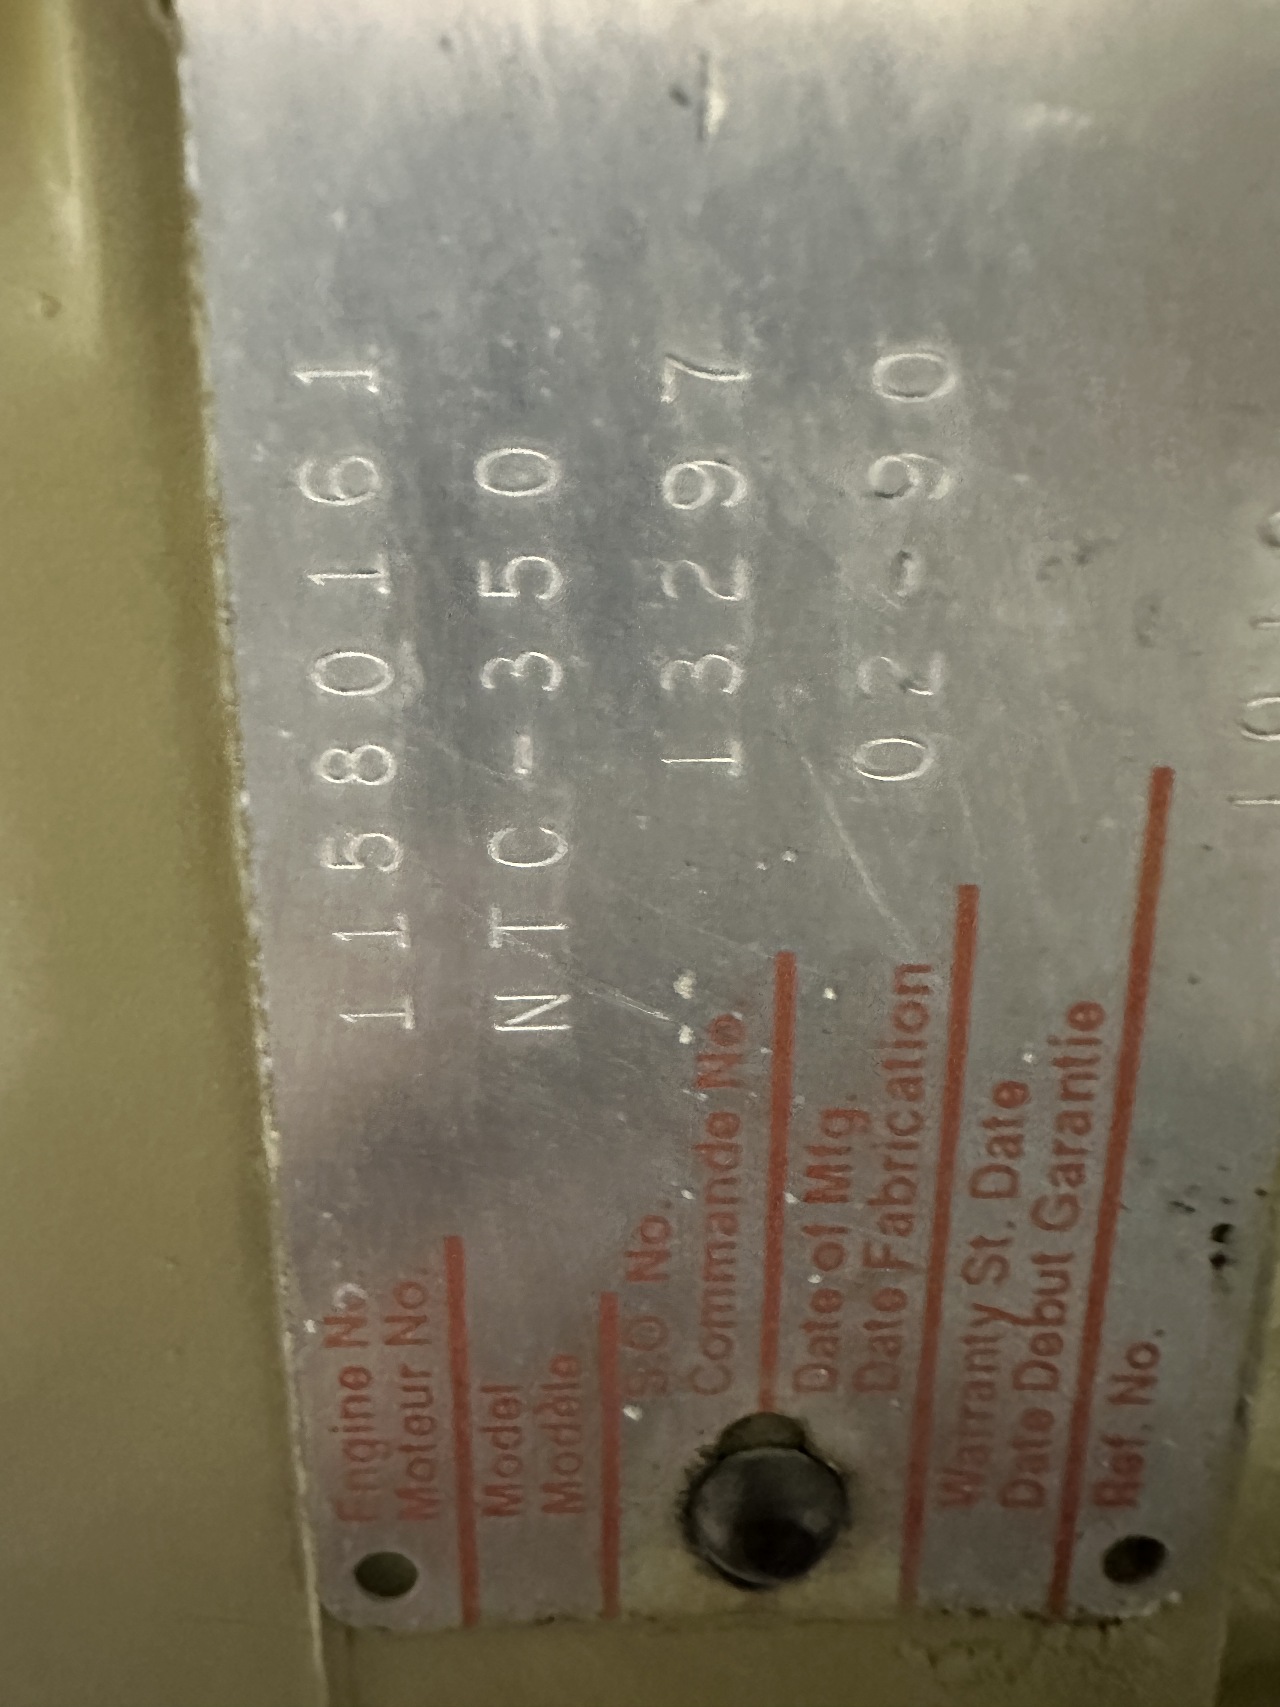 Engine No. 11580161
Moteur No.
Model NTC-350
Modèle
S.O No. 13297
Commande No.
Date of Mfg. 02-90
Date Fabrication
Warranty St. Date
Date Debut Garantie
Ref. No.